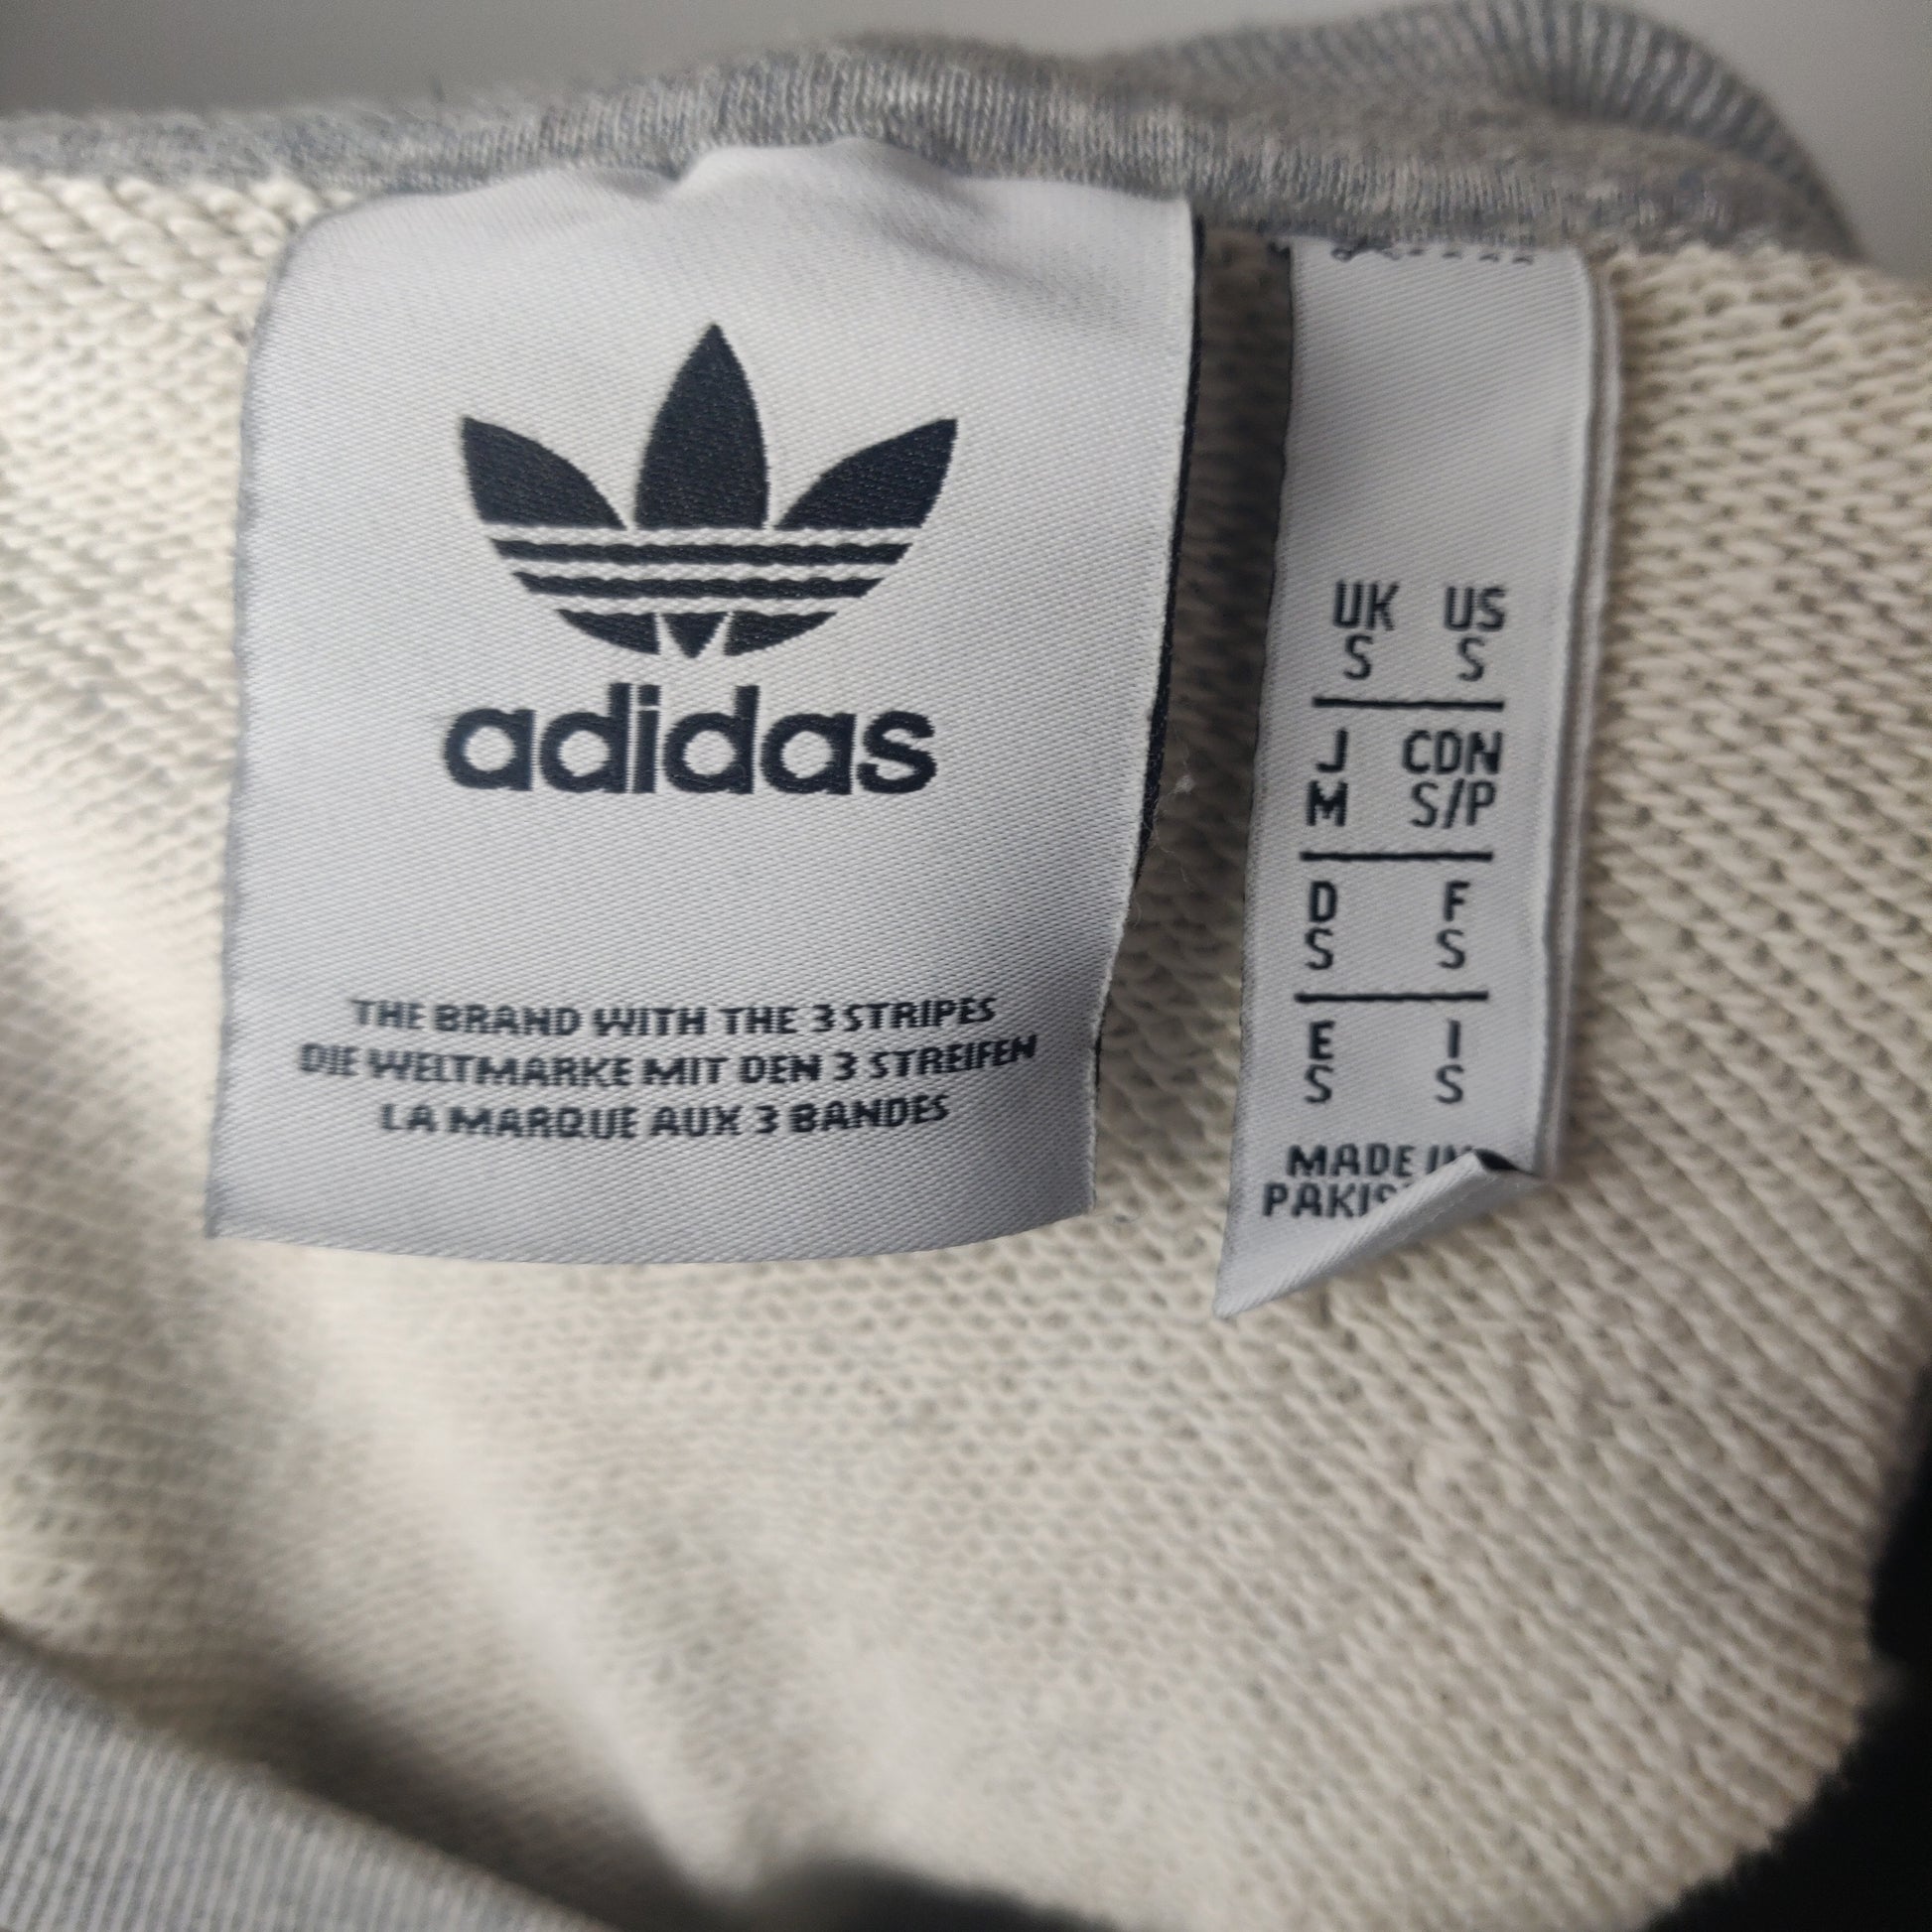 adidas
THE BRAND WITH THE 3 STRIPES
DIE WELTMARKE MIT DEN 3 STREIFEN
LA MARQUE AUX 3 BANDES
UK US
S S
J CDN
M S/P
D F
S S
E I
S S
MADE IN